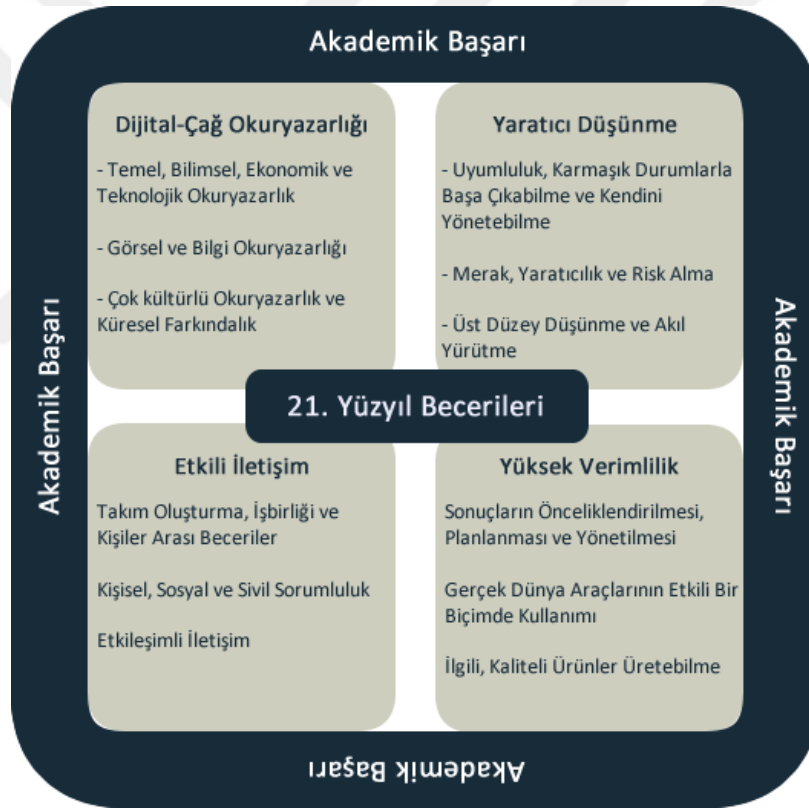 Akademik Başarı
Dijital-Çağ Okuryazarlığı
- Temel, Bilimsel, Ekonomik ve
Teknolojik Okuryazarlık
- Görsel ve Bilgi Okuryazarlığı
- Çok kültürlü Okuryazarlık ve
Küresel Farkındalık
Yaratıcı Düşünme
- Uyumluluk, Karmaşık Durumlarla
Başa Çıkabilme ve Kendini
Yönetebilme
- Merak, Yaratıcılık ve Risk Alma
- Üst Düzey Düşünme ve Akıl
Yürütme
Akademik Başarı
21. Yüzyıl Becerileri
Akademik Başarı
Etkili İletişim
Takım Oluşturma, İşbirliği ve
Kişiler Arası Beceriler
Kişisel, Sosyal ve Sivil Sorumluluk
Etkileşimli İletişim
Yüksek Verimlilik
Sonuçların Önceliklendirilmesi,
Planlanması ve Yönetilmesi
Gerçek Dünya Araçlarının Etkili Bir
Biçimde Kullanımı
İlgili, Kaliteli Ürünler Üretebilme
Akademik Başarı